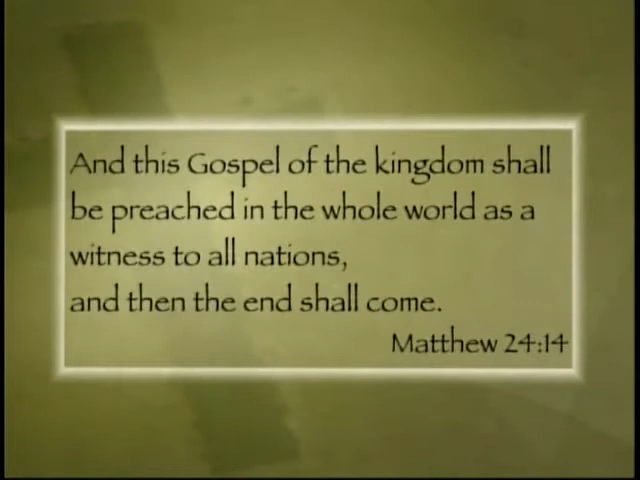 And this Gospel of the kingdom shall
be preached in the whole world as a
witness to all nations,
and then the end shall come.
Matthew 24:14